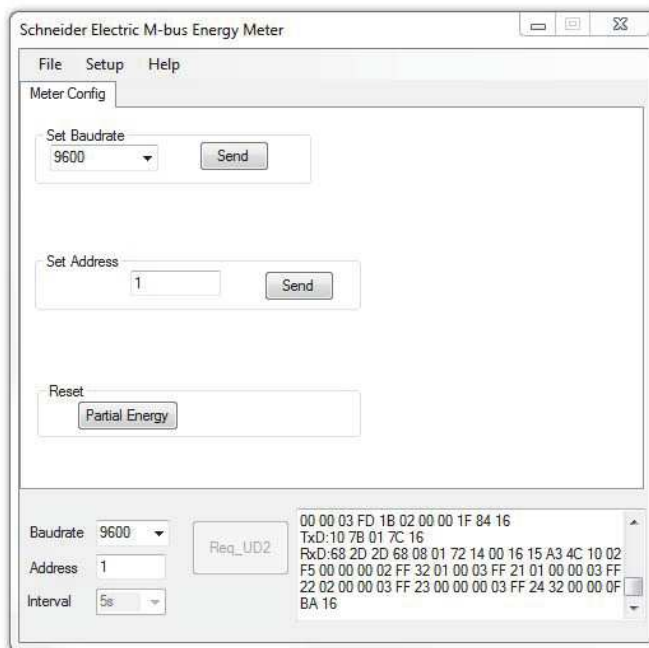 Schneider Electric M-bus Energy Meter
File Setup Help
Meter Config
Set Baudrate
9600 Send
Set Address
1 Send
Reset
Partial Energy
Baudrate 9600
Address 1
Interval 5s
Req_UD2
00 00 03 FD 1B 02 00 00 1F 84 16
TxD:10 7B 01 7C 16
RxD:68 2D 2D 68 08 01 72 14 00 16 15 A3 4C 10 02
F5 00 00 00 02 FF 32 01 00 03 FF 21 01 00 00 03 FF
22 02 00 00 03 FF 23 00 00 00 03 FF 24 32 00 00 0F
BA 16